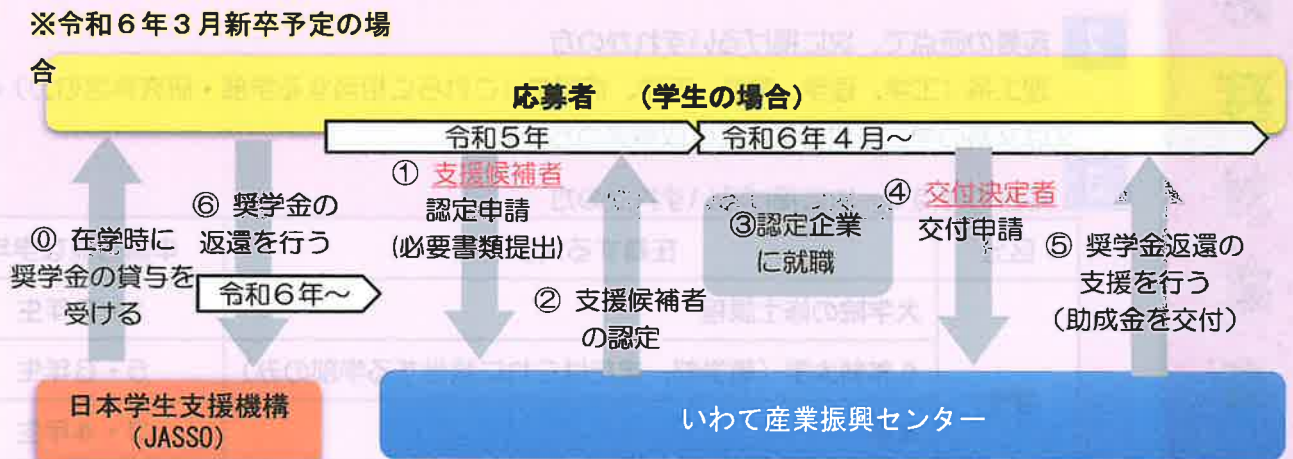 ※令和６年３月新卒予定の場
合
応募者　（学生の場合）
令和５年
令和６年４月～
① 支援候補者
認定申請
(必要書類提出)
④ 交付決定者
交付申請
⑥ 奨学金の
返還を行う
③認定企業
に就職
⓪ 在学時に
奨学金の貸与を
受ける
⑤ 奨学金返還の
支援を行う
（助成金を交付）
令和６年～
② 支援候補者
の認定
日本学生支援機構
（JASSO）
いわて産業振興センター